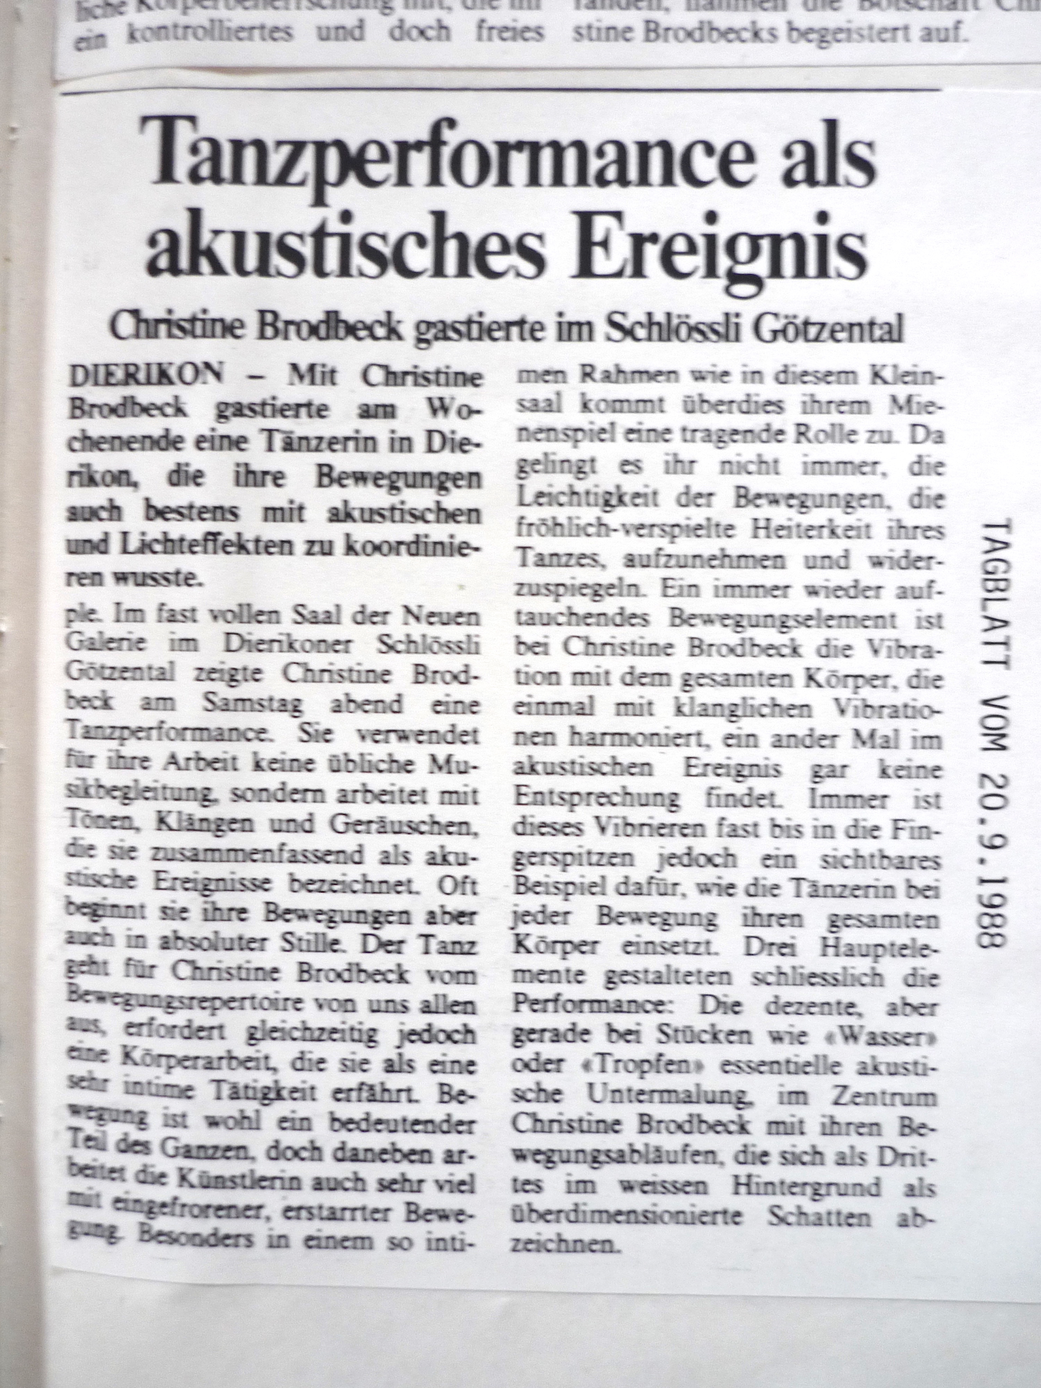 liche Körperbeherrschung mit, die im
ein kontrolliertes und doch freies
fanden, nahmen die Botschaft Chri
stine Brodbecks begeistert auf.
Tanzperformance als
akustisches Ereignis
Christine Brodbeck gastierte im Schlössli Götzental
DIERIKON – Mit Christine
Brodbeck gastierte am Wo-
chenende eine Tänzerin in Die-
rikon, die ihre Bewegungen
auch bestens mit akustischen
und Lichteffekten zu koordinie-
ren wusste.
ple. Im fast vollen Saal der Neuen
Galerie im Dierikoner Schlössli
Götzental zeigte Christine Brod-
beck am Samstag abend eine
Tanzperformance. Sie verwendet
für ihre Arbeit keine übliche Mu-
sikbegleitung, sondern arbeitet mit
Tönen, Klängen und Geräuschen,
die sie zusammenfassend als aku-
stische Ereignisse bezeichnet. Oft
beginnt sie ihre Bewegungen aber
auch in absoluter Stille. Der Tanz
geht für Christine Brodbeck vom
Bewegungsrepertoire von uns allen
aus, erfordert gleichzeitig jedoch
eine Körperarbeit, die sie als eine
sehr intime Tätigkeit erfährt. Be-
wegung ist wohl ein bedeutender
Teil des Ganzen, doch daneben ar-
beitet die Künstlerin auch sehr viel
mit eingefrorener, erstarrter Bewe-
gung. Besonders in einem so inti-
men Rahmen wie in diesem Klein-
saal kommt überdies ihrem Mie-
nenspiel eine tragende Rolle zu. Da
gelingt es ihr nicht immer, die
Leichtigkeit der Bewegungen, die
fröhlich-verspielte Heiterkeit ihres
Tanzes, aufzunehmen und wider-
zuspiegeln. Ein immer wieder auf-
tauchendes Bewegungselement ist
bei Christine Brodbeck die Vibra-
tion mit dem gesamten Körper, die
einmal mit klanglichen Vibratio-
nen harmoniert, ein ander Mal im
akustischen Ereignis gar keine
Entsprechung findet. Immer ist
dieses Vibrieren fast bis in die Fin-
gerspitzen jedoch ein sichtbares
Beispiel dafür, wie die Tänzerin bei
jeder Bewegung ihren gesamten
Körper einsetzt. Drei Hauptele-
mente gestalteten schliesslich die
Performance: Die dezente, aber
gerade bei Stücken wie «Wasser»
oder «Tropfen» essentielle akusti-
sche Untermalung, im Zentrum
Christine Brodbeck mit ihren Be-
wegungsabläufen, die sich als Drit-
tes im weissen Hintergrund als
überdimensionierte Schatten ab-
zeichnen.
TAGBLATT VOM 20.9.1988